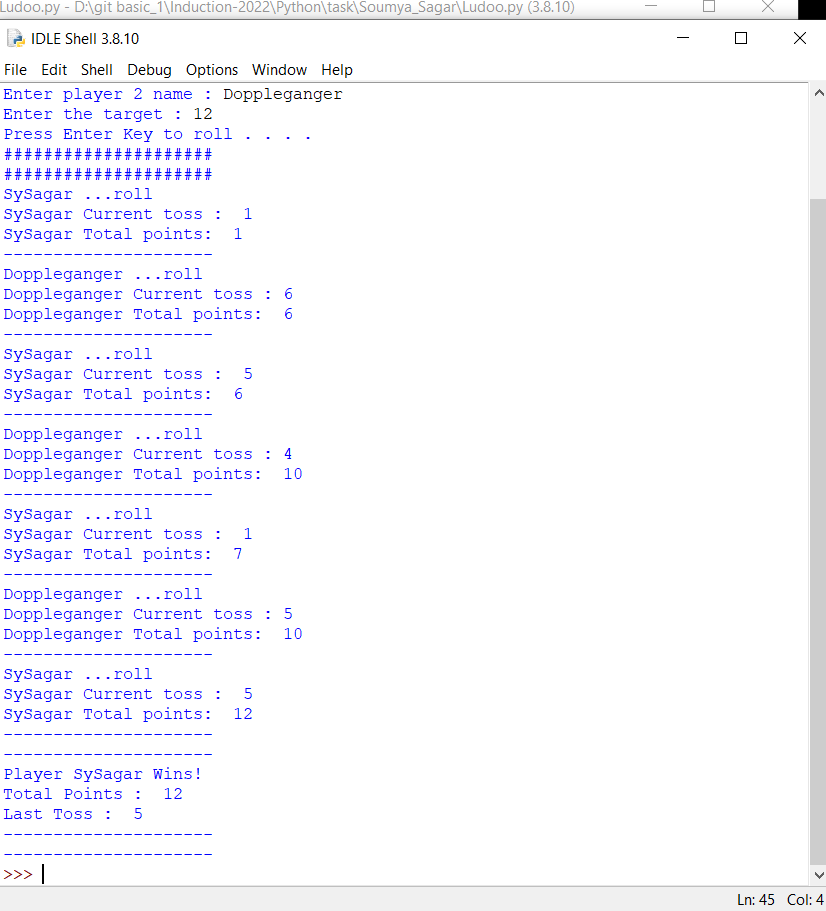 Ludoo.py - D:\git basic_1\Induction-2022\Python\task\Soumya_Sagar\Ludoo.py (3.8.10)
IDLE Shell 3.8.10
File Edit Shell Debug Options Window Help
Enter player 2 name : Doppleganger
Enter the target : 12
Press Enter Key to roll . . . .
#####################
#####################
SySagar ...roll
SySagar Current toss :  1
SySagar Total points:  1
---------------------
Doppleganger ...roll
Doppleganger Current toss : 6
Doppleganger Total points:  6
---------------------
SySagar ...roll
SySagar Current toss :  5
SySagar Total points:  6
---------------------
Doppleganger ...roll
Doppleganger Current toss : 4
Doppleganger Total points:  10
---------------------
SySagar ...roll
SySagar Current toss :  1
SySagar Total points:  7
---------------------
Doppleganger ...roll
Doppleganger Current toss : 5
Doppleganger Total points:  10
---------------------
SySagar ...roll
SySagar Current toss :  5
SySagar Total points:  12
---------------------
---------------------
Player SySagar Wins!
Total Points :  12
Last Toss :  5
---------------------
---------------------
>>>
Ln: 45 Col: 4